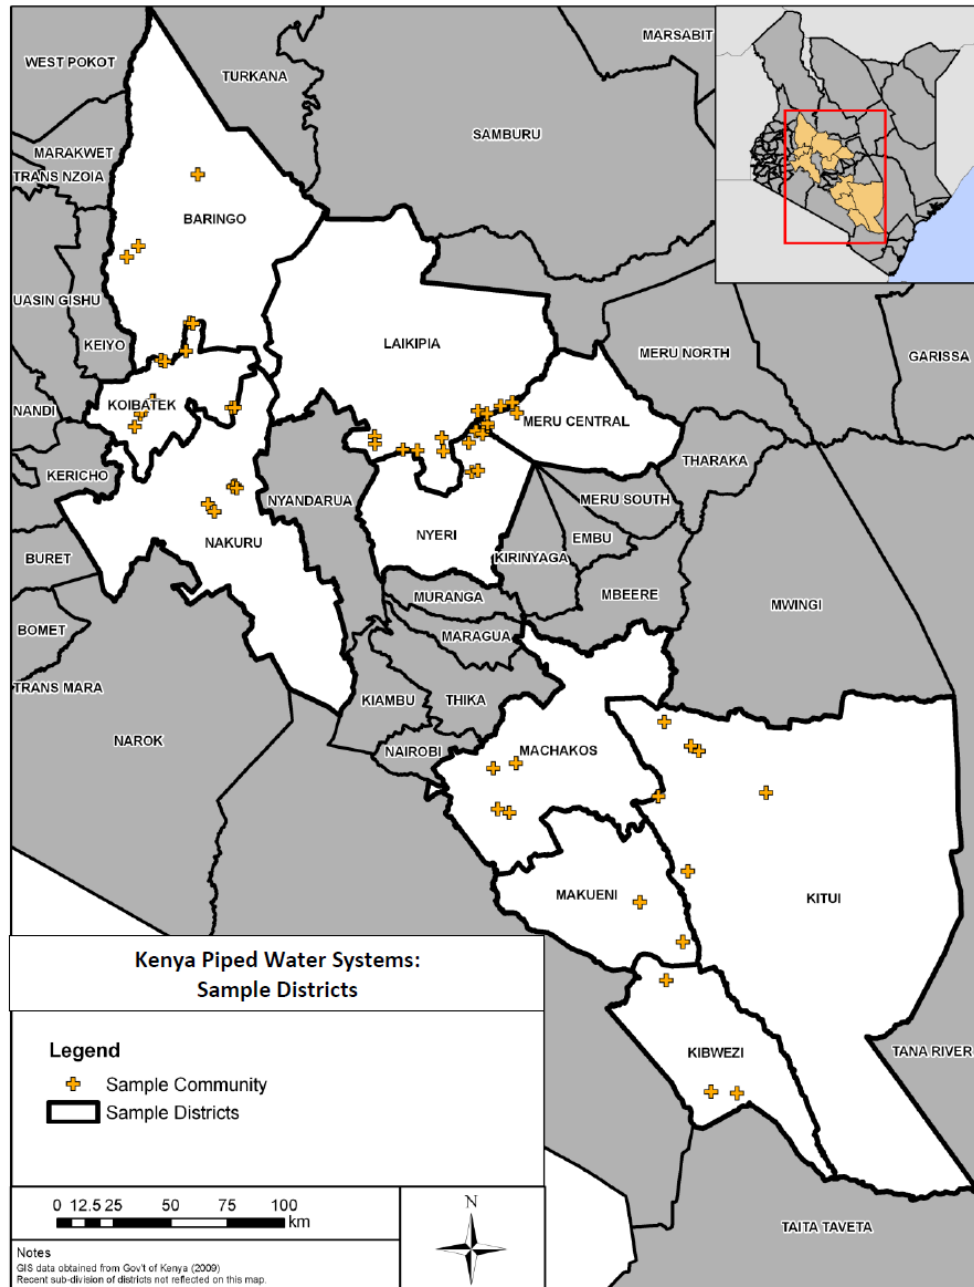 MARSABIT
WEST POKOT
TURKANA
SAMBURU
MARAKWET
TRANS NZOIA
BARINGO
UASIN GISHU
KEIYO
LAIKIPIA
MERU NORTH
GARISSA
KOIBATEK
NANDI
MERU CENTRAL
THARAKA
KERICHO
NYANDARUA
MERU SOUTH
NYERI
EMBU
NAKURU
KIRINYAGA
BURET
MURANGA
MBEERE
MWINGI
BOMET
MARAGUA
TRANS MARA
KIAMBU
THIKA
NAROK
NAIROBI
MACHAKOS
MAKUENI
KITUI
Kenya Piped Water Systems:
Sample Districts
Legend
Sample Community
Sample Districts
KIBWEZI
TANA RIVER
0 12.5 25 50 75 100
km
N
TAITA TAVETA
Notes
GIS data obtained from Gov't of Kenya (2009)
Recent sub-division of districts not reflected on this map.